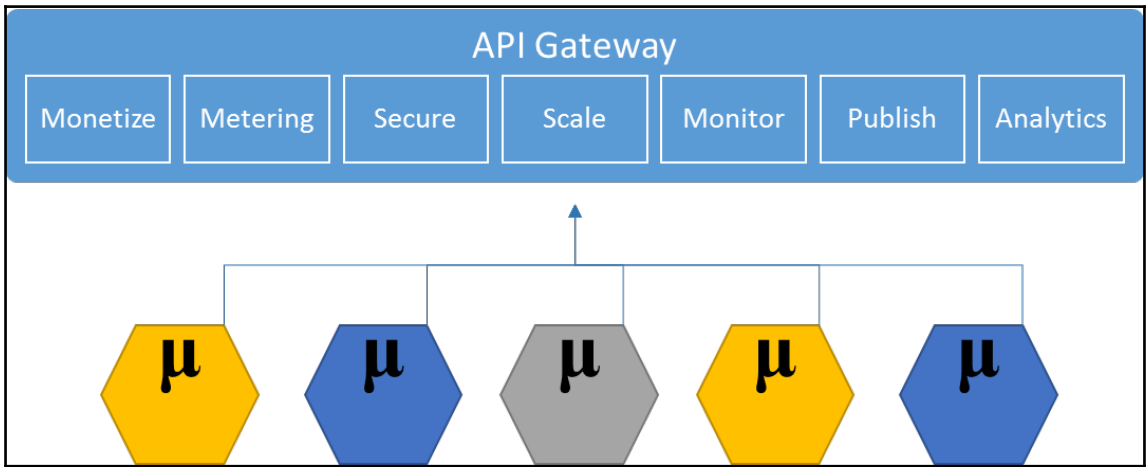 API Gateway
Monetize Metering Secure Scale Monitor Publish Analytics
μ μ μ μ μ